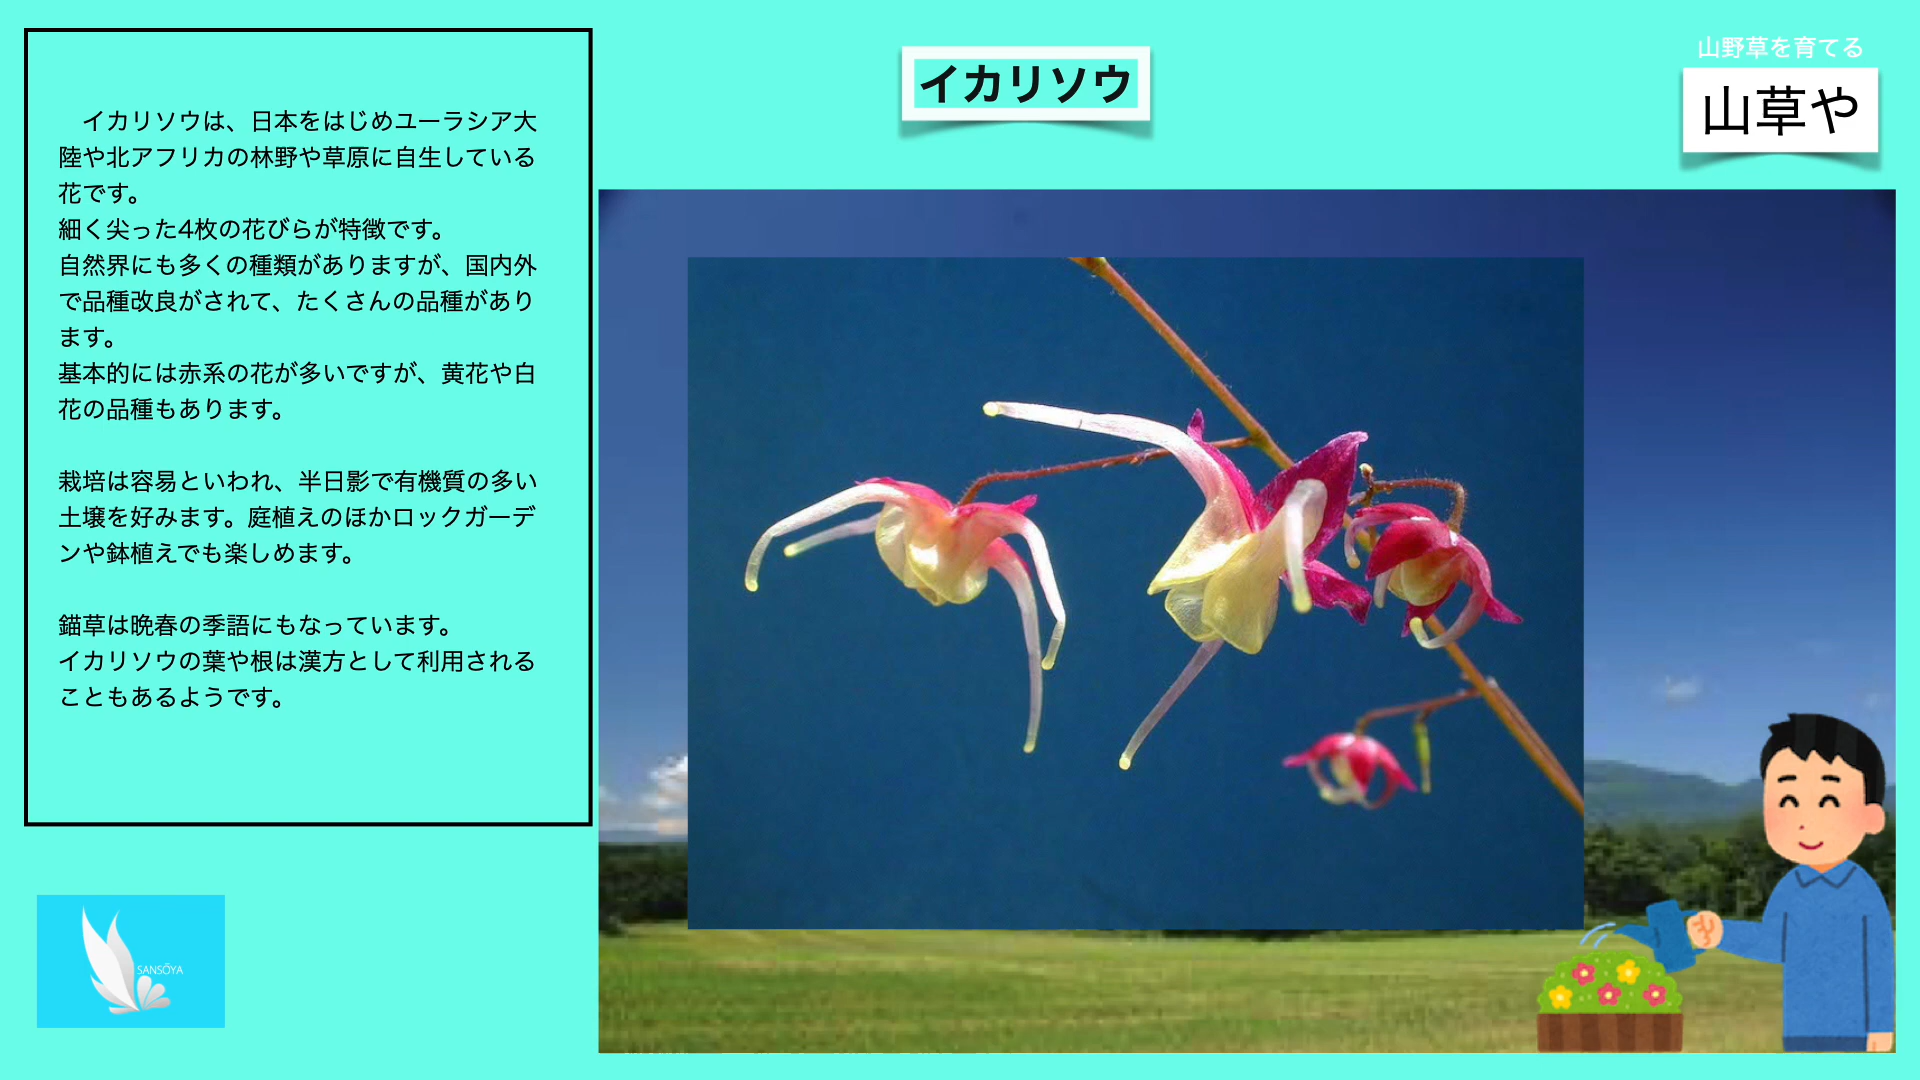 イカリソウ
山野草を育てる
山草や
　イカリソウは、日本をはじめユーラシア大
陸や北アフリカの林野や草原に自生している
花です。
細く尖った4枚の花びらが特徴です。
自然界にも多くの種類がありますが、国内外
で品種改良がされて、たくさんの品種があり
ます。
基本的には赤系の花が多いですが、黄花や白
花の品種もあります。
栽培は容易といわれ、半日影で有機質の多い
土壌を好みます。庭植えのほかロックガーデ
ンや鉢植えでも楽しめます。
錨草は晩春の季語にもなっています。
イカリソウの葉や根は漢方として利用される
こともあるようです。
SANSŌYA